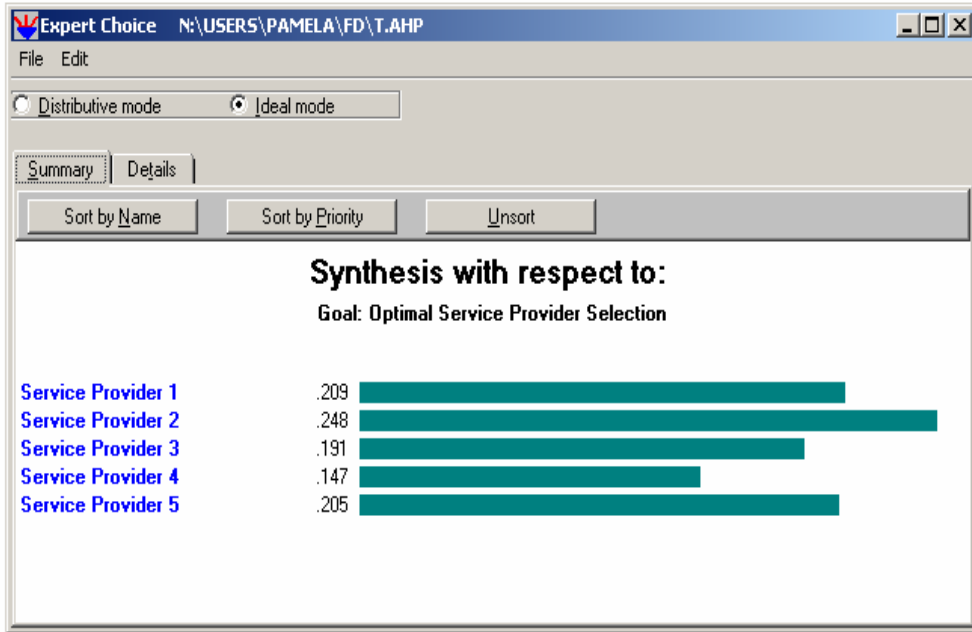 Expert Choice N:\USERS\PAMELA\FD\T.AHP
File Edit
Distributive mode Ideal mode
Summary Details
Sort by Name Sort by Priority Unsort
Synthesis with respect to:
Goal: Optimal Service Provider Selection
Service Provider 1 .209
Service Provider 2 .248
Service Provider 3 .191
Service Provider 4 .147
Service Provider 5 .205